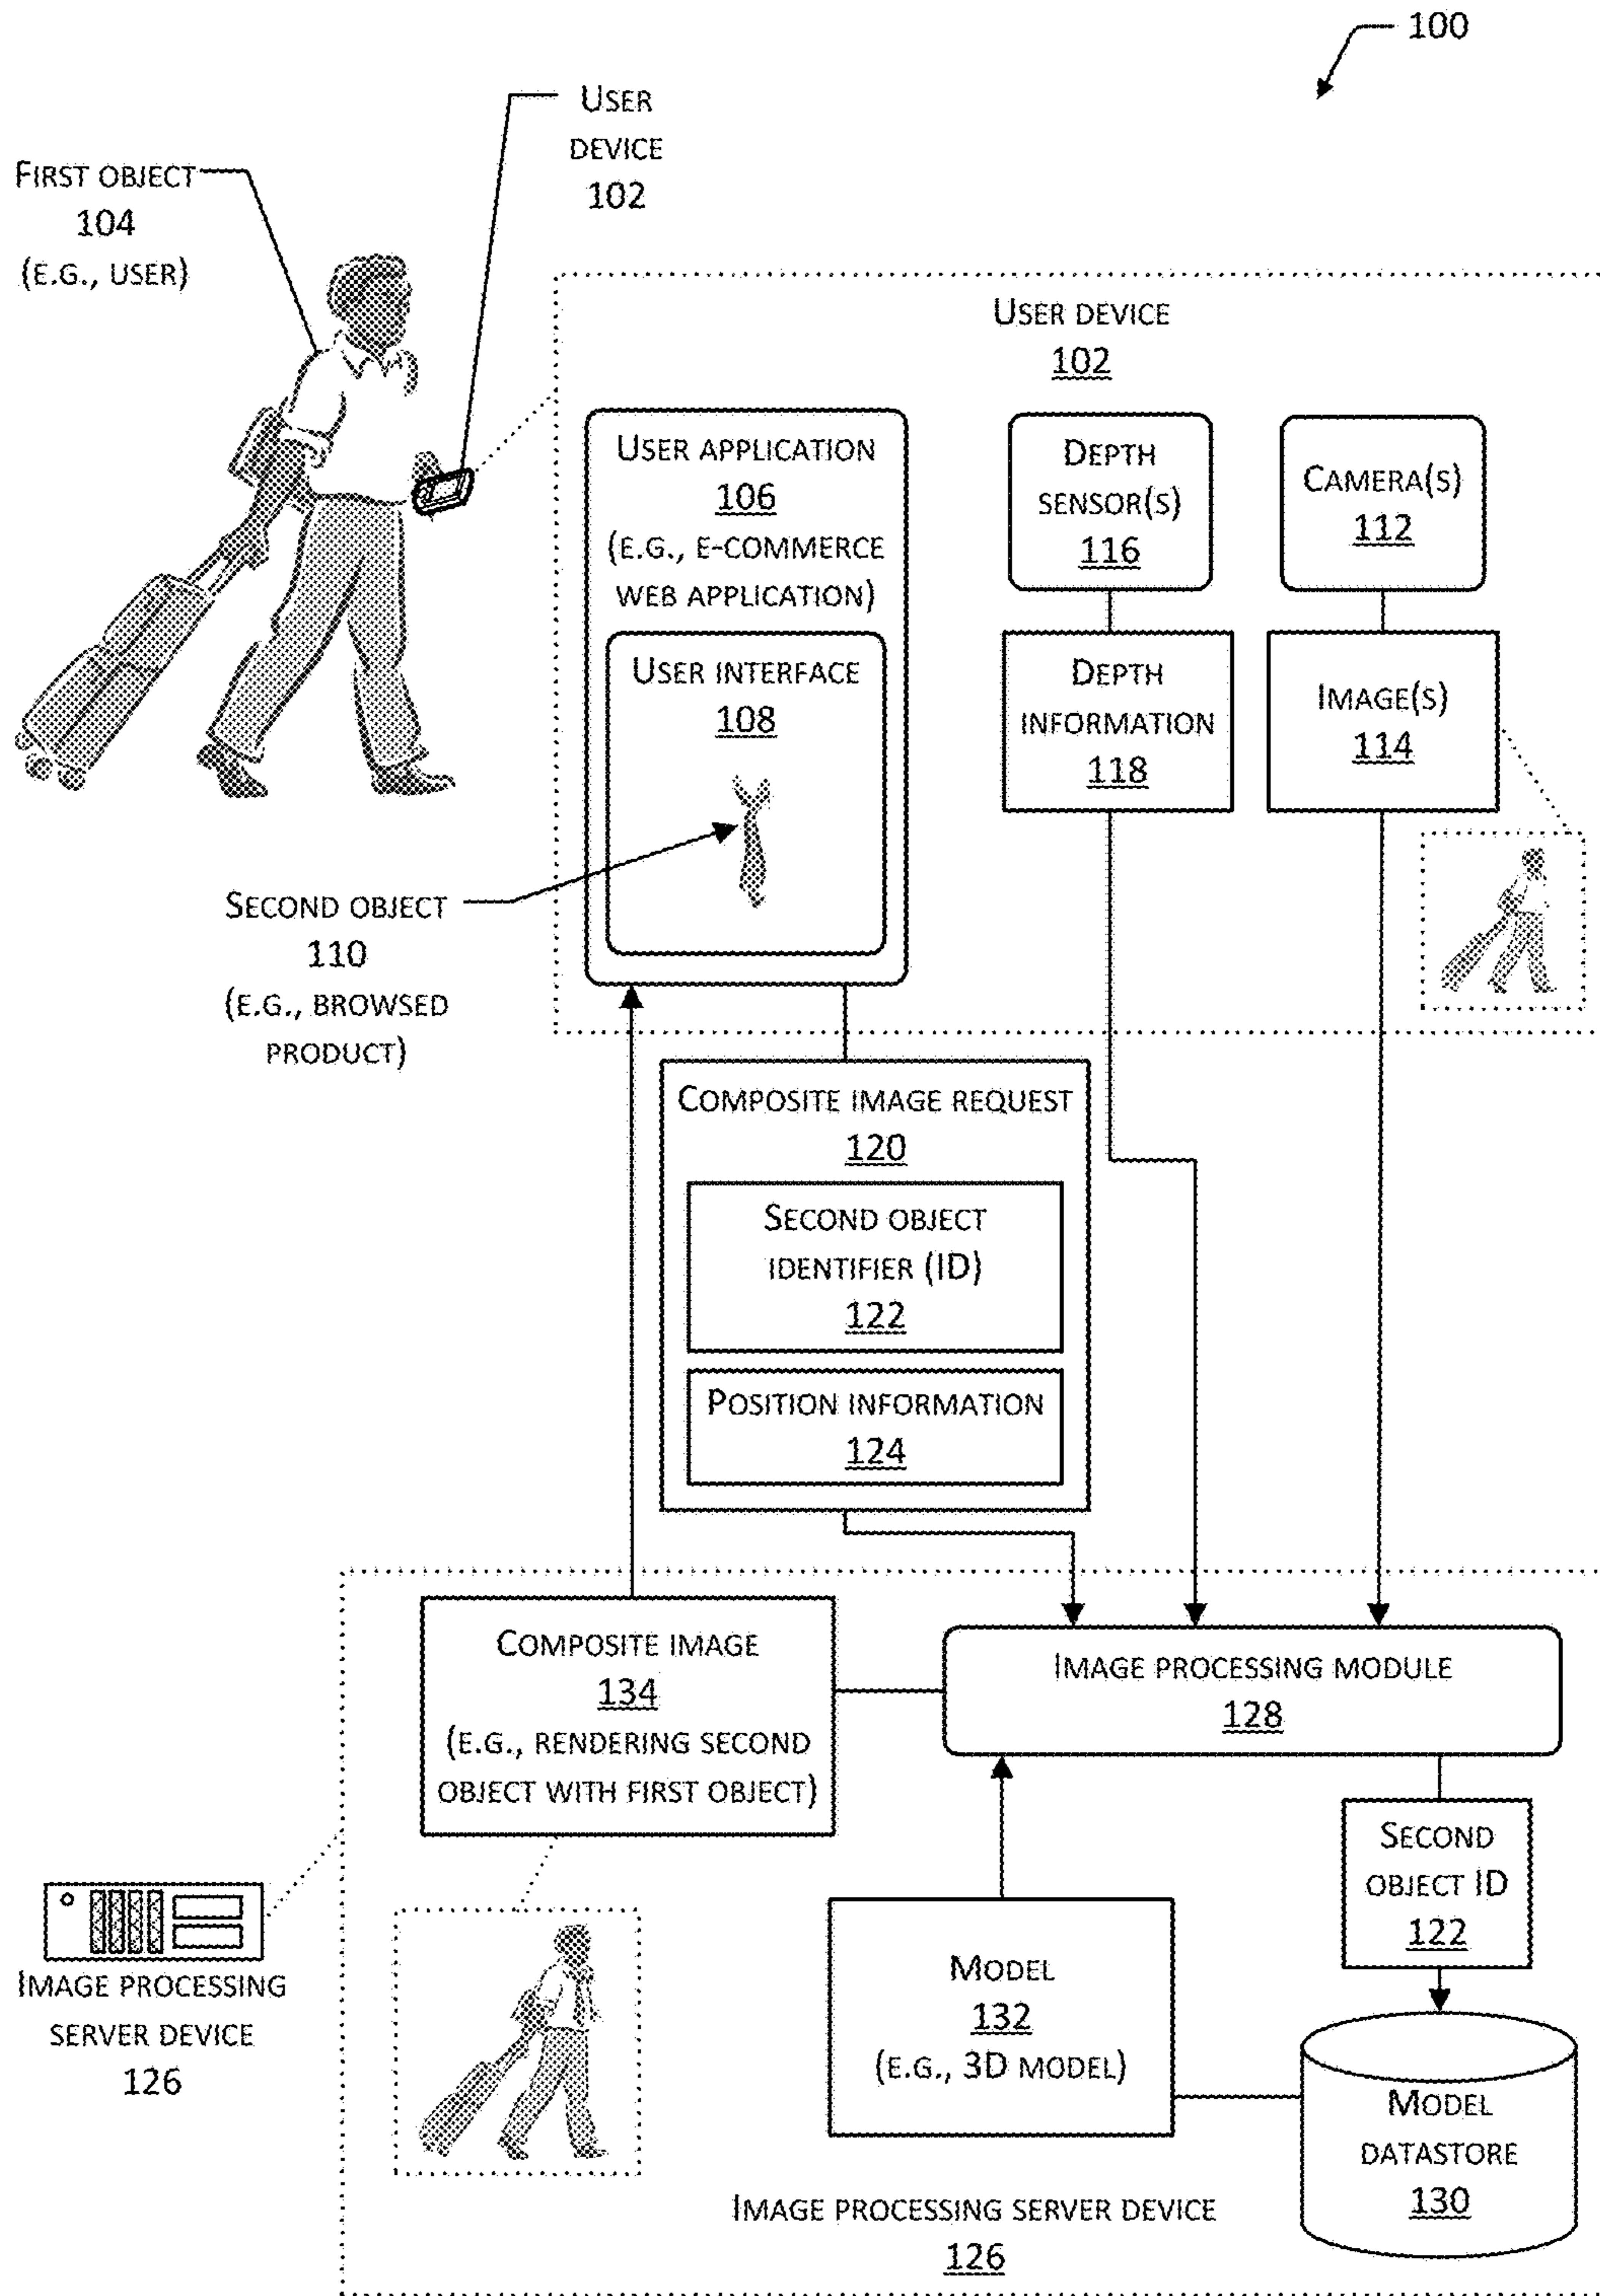 100
USER
DEVICE
102
FIRST OBJECT
104
(E.G., USER)
USER DEVICE
102
USER APPLICATION
106
(E.G., E-COMMERCE
WEB APPLICATION)
USER INTERFACE
108
DEPTH
SENSOR(S)
116
CAMERA(S)
112
DEPTH
INFORMATION
118
IMAGE(S)
114
SECOND OBJECT
110
(E.G., BROWSED
PRODUCT)
COMPOSITE IMAGE REQUEST
120
SECOND OBJECT
IDENTIFIER (ID)
122
POSITION INFORMATION
124
COMPOSITE IMAGE
134
(E.G., RENDERING SECOND
OBJECT WITH FIRST OBJECT)
IMAGE PROCESSING MODULE
128
SECOND
OBJECT ID
122
MODEL
132
(E.G., 3D MODEL)
MODEL
DATASTORE
130
IMAGE PROCESSING
SERVER DEVICE
126
IMAGE PROCESSING SERVER DEVICE
126